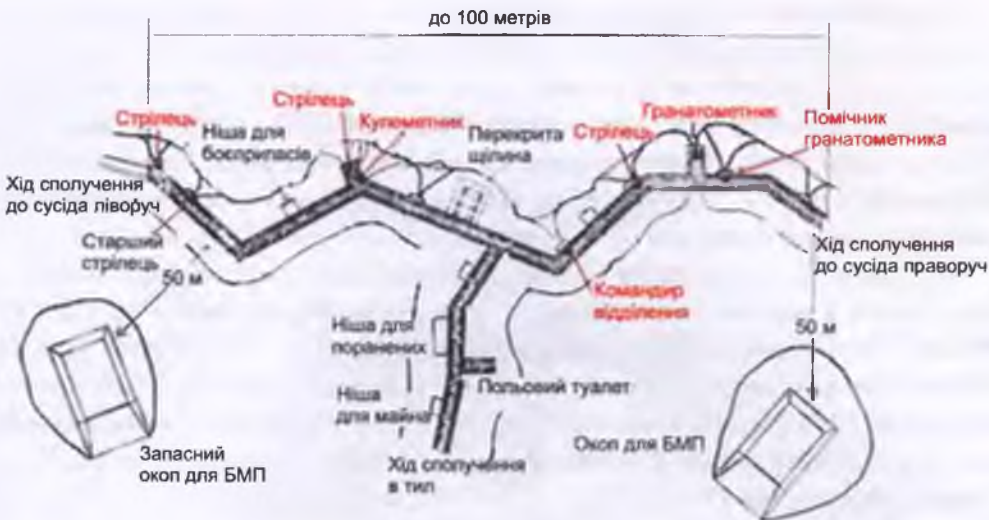 до 100 метрів
Стрілець
Ніша для
боєприпасів
Стрілець
Кулеметник
Перекрита
щілина
Стрілець
Гранатометник
Помічник
гранатометника
Хід сполучення
до сусіда ліворуч
Старший
стрілець
50 м
Хід сполучення
до сусіда праворуч
Командир
відділення
50 м
Ніша для
поранених
Польовий туалет
Ніша
для майна
Запасний
окоп для БМП
Хід сполучення
в тил
Окоп для БМП